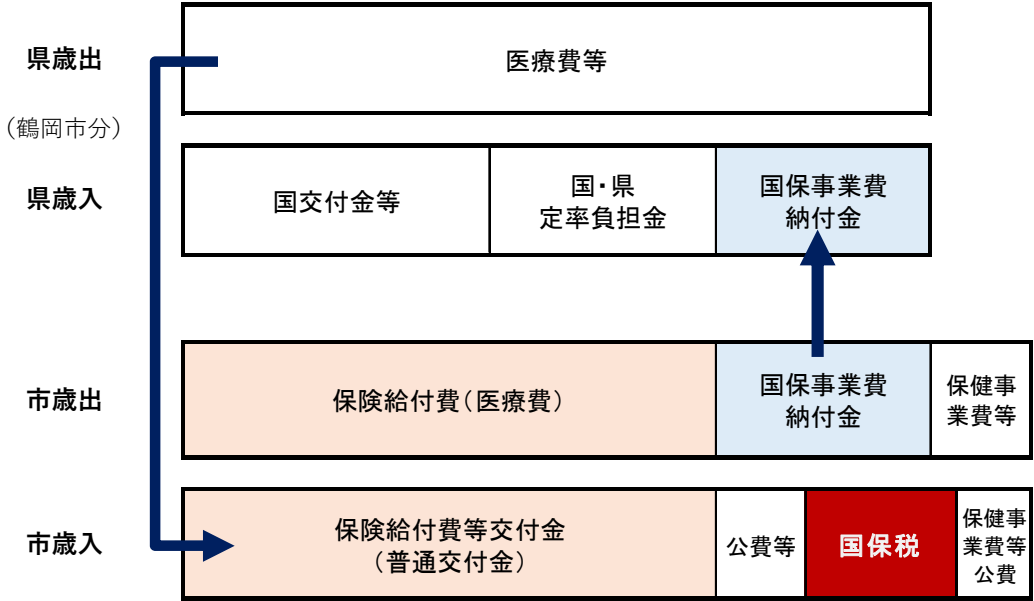 県歳出
医療費等
（鶴岡市分）
県歳入
国交付金等
国・県
定率負担金
国保事業費
納付金
市歳出
保険給付費（医療費）
国保事業費
納付金
保健事
業費等
市歳入
保険給付費等交付金
（普通交付金）
公費等
国保税
保健事
業費等
公費